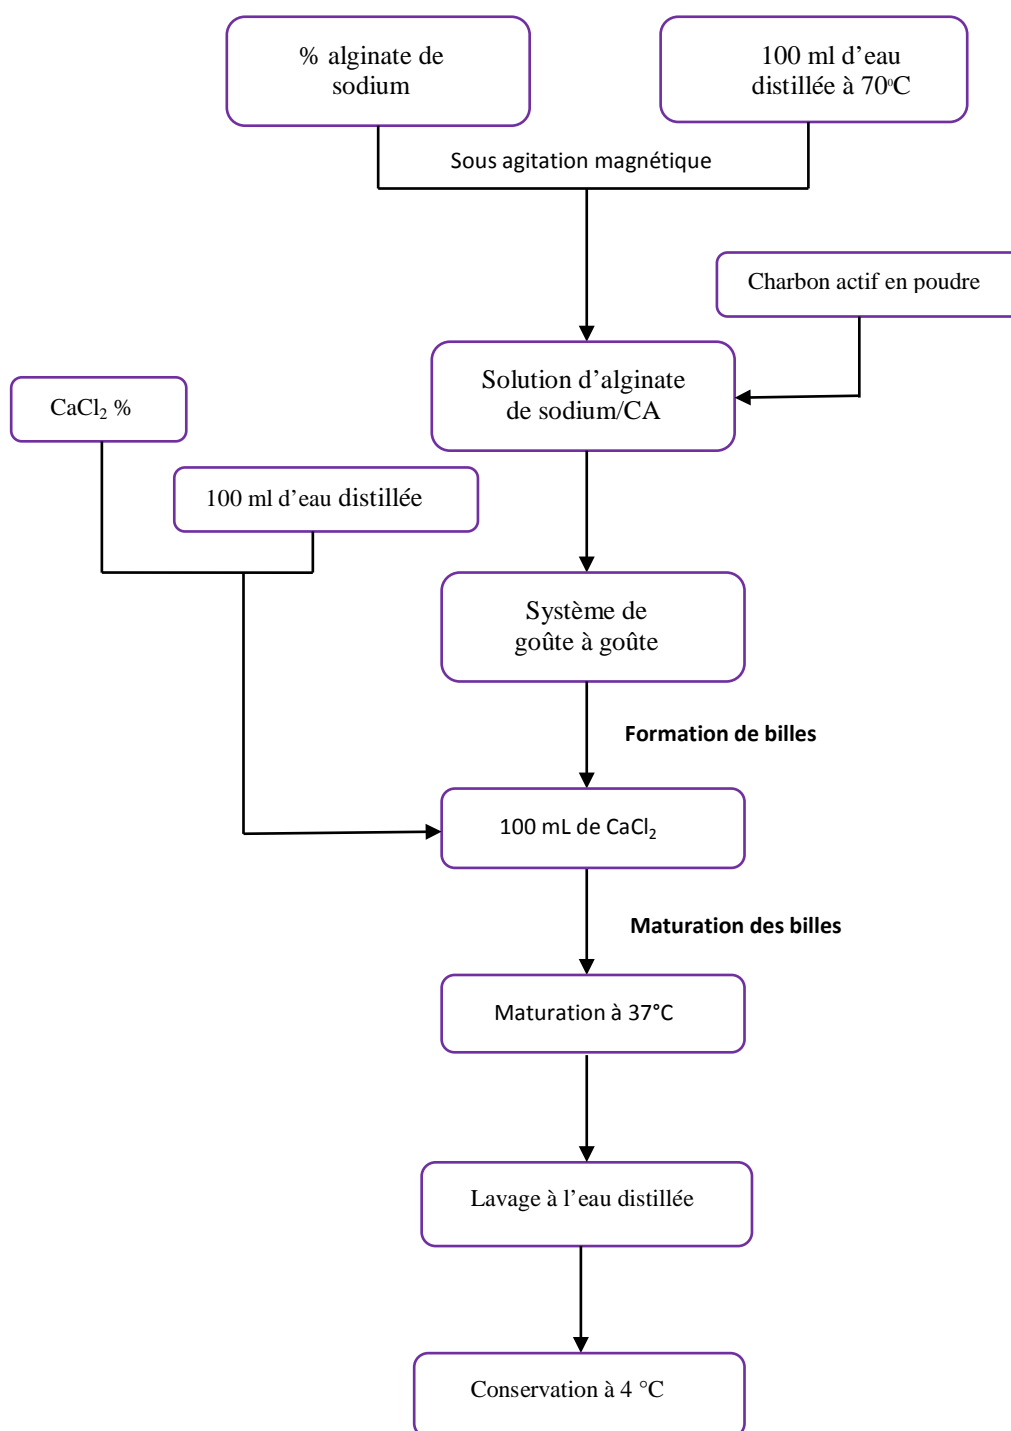 % alginate de
sodium
100 ml d’eau
distillée à 70⁰C
Sous agitation magnétique
Charbon actif en poudre
Solution d’alginate
de sodium/CA
CaCl₂ %
100 ml d’eau distillée
Système de
goûte à goûte
Formation de billes
100 mL de CaCl₂
Maturation des billes
Maturation à 37°C
Lavage à l’eau distillée
Conservation à 4 °C